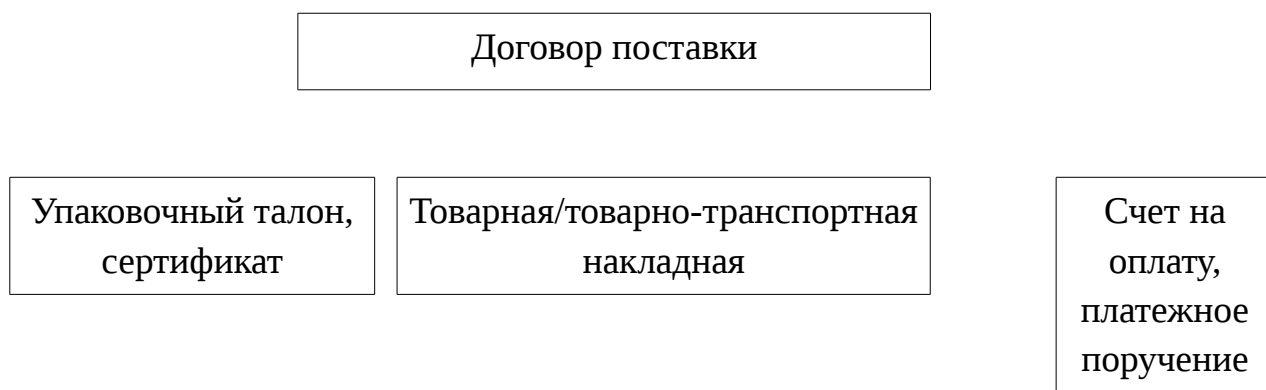 Договор поставки
Упаковочный талон,
сертификат
Товарная/товарно-транспортная
накладная
Счет на
оплату,
платежное
поручение